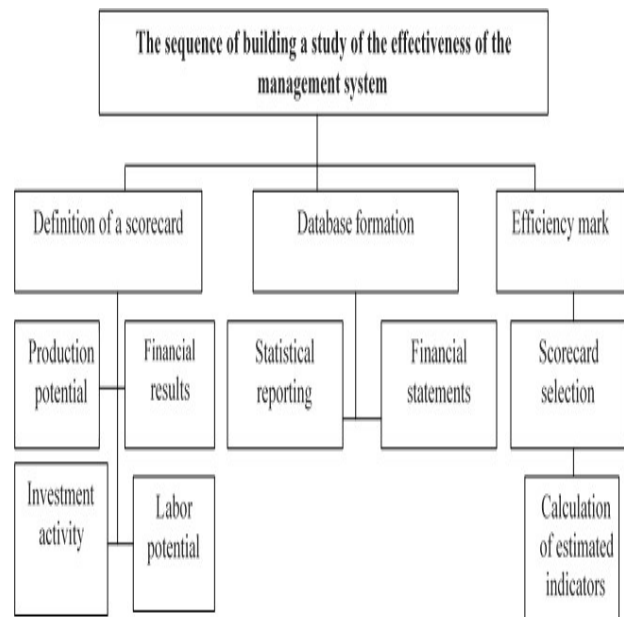 The sequence of building a study of the effectiveness of the
management system
Definition of a scorecard
Database formation
Efficiency mark
Production
potential
Financial
results
Statistical
reporting
Financial
statements
Scorecard
selection
Investment
activity
Labor
potential
Calculation
of estimated
indicators